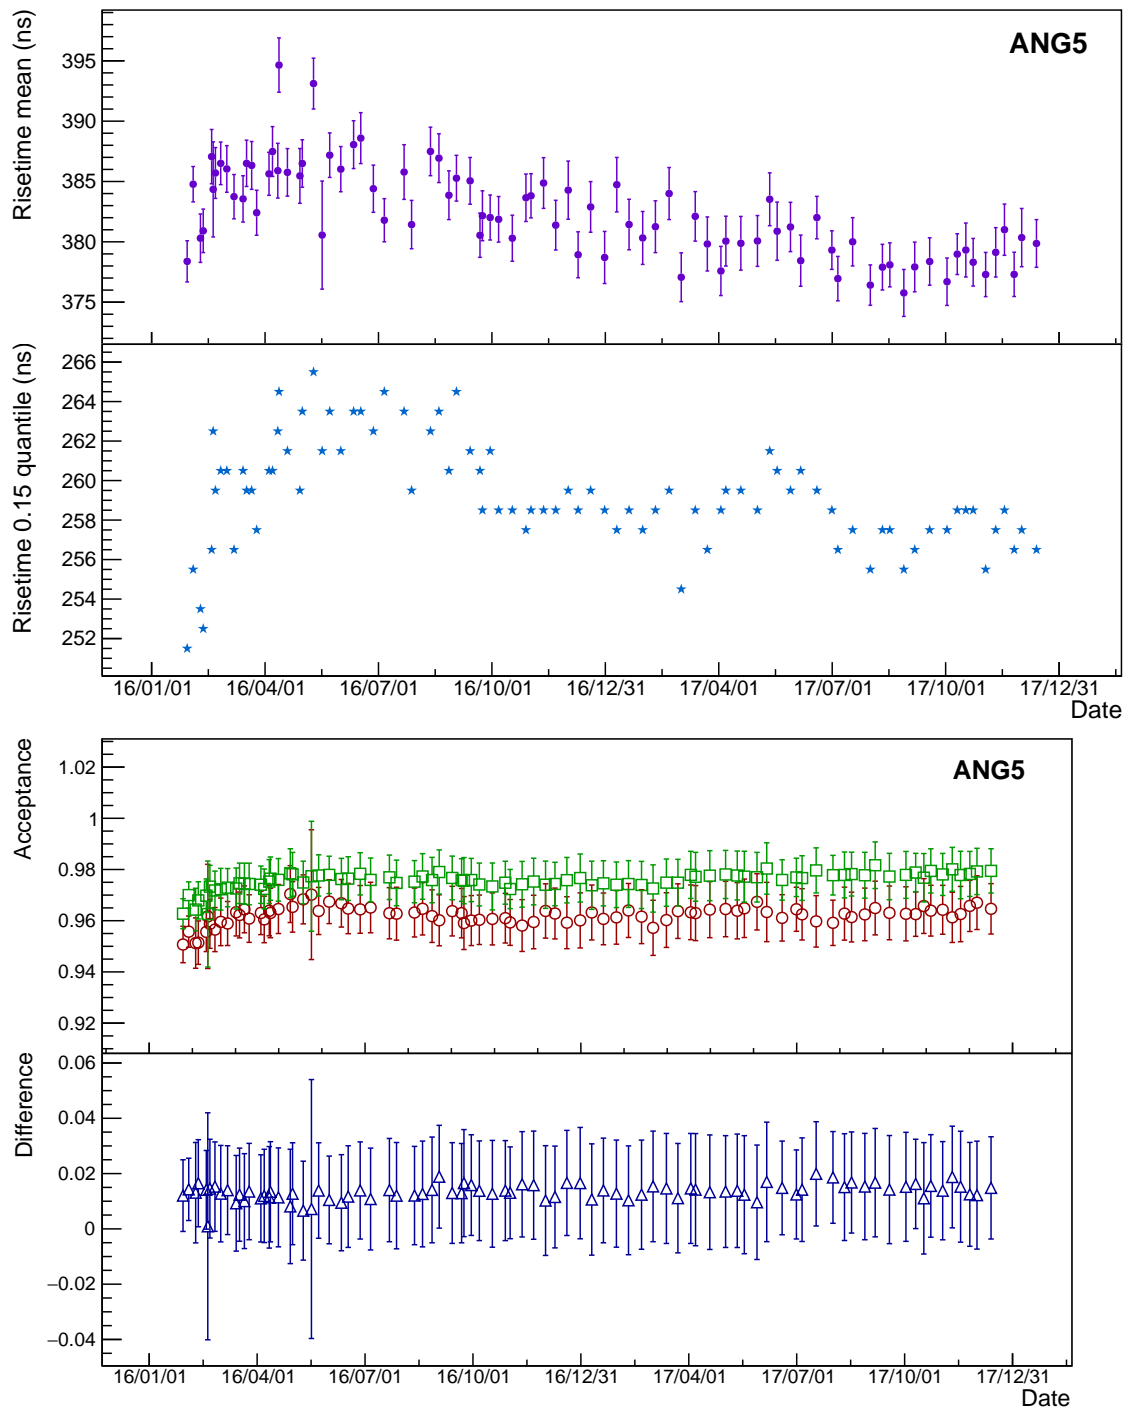 ANG5
Risetime mean (ns)
395
390
385
380
375
Risetime 0.15 quantile (ns)
266
264
262
260
258
256
254
252
16/01/01 16/04/01 16/07/01 16/10/01 16/12/31 17/04/01 17/07/01 17/10/01 17/12/31
Date
ANG5
Acceptance
1.02
1
0.98
0.96
0.94
0.92
Difference
0.06
0.04
0.02
0
−0.02
−0.04
16/01/01 16/04/01 16/07/01 16/10/01 16/12/31 17/04/01 17/07/01 17/10/01 17/12/31
Date